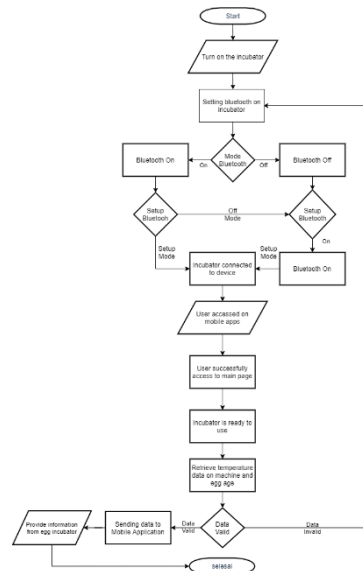 Start
Turn on the incubator
Setting bluetooth on
incubator
Mode
Bluetooth
Bluetooth On
On
Off
Bluetooth Off
Setup
Bluetooh
Off
Mode
Setup
Bluetooth
On
Setup
Mode
Incubator connected
to device
Setup
Mode
Bluetooth On
User accessed on
mobile apps
User successfully
access to main page
Incubator is ready to
use
Retrieve temperature
data on machine and
egg age
Data
Valid
Data
Valid
Data
Invalid
Sending data to
Mobile Application
Provide information
from egg incubator
selesai